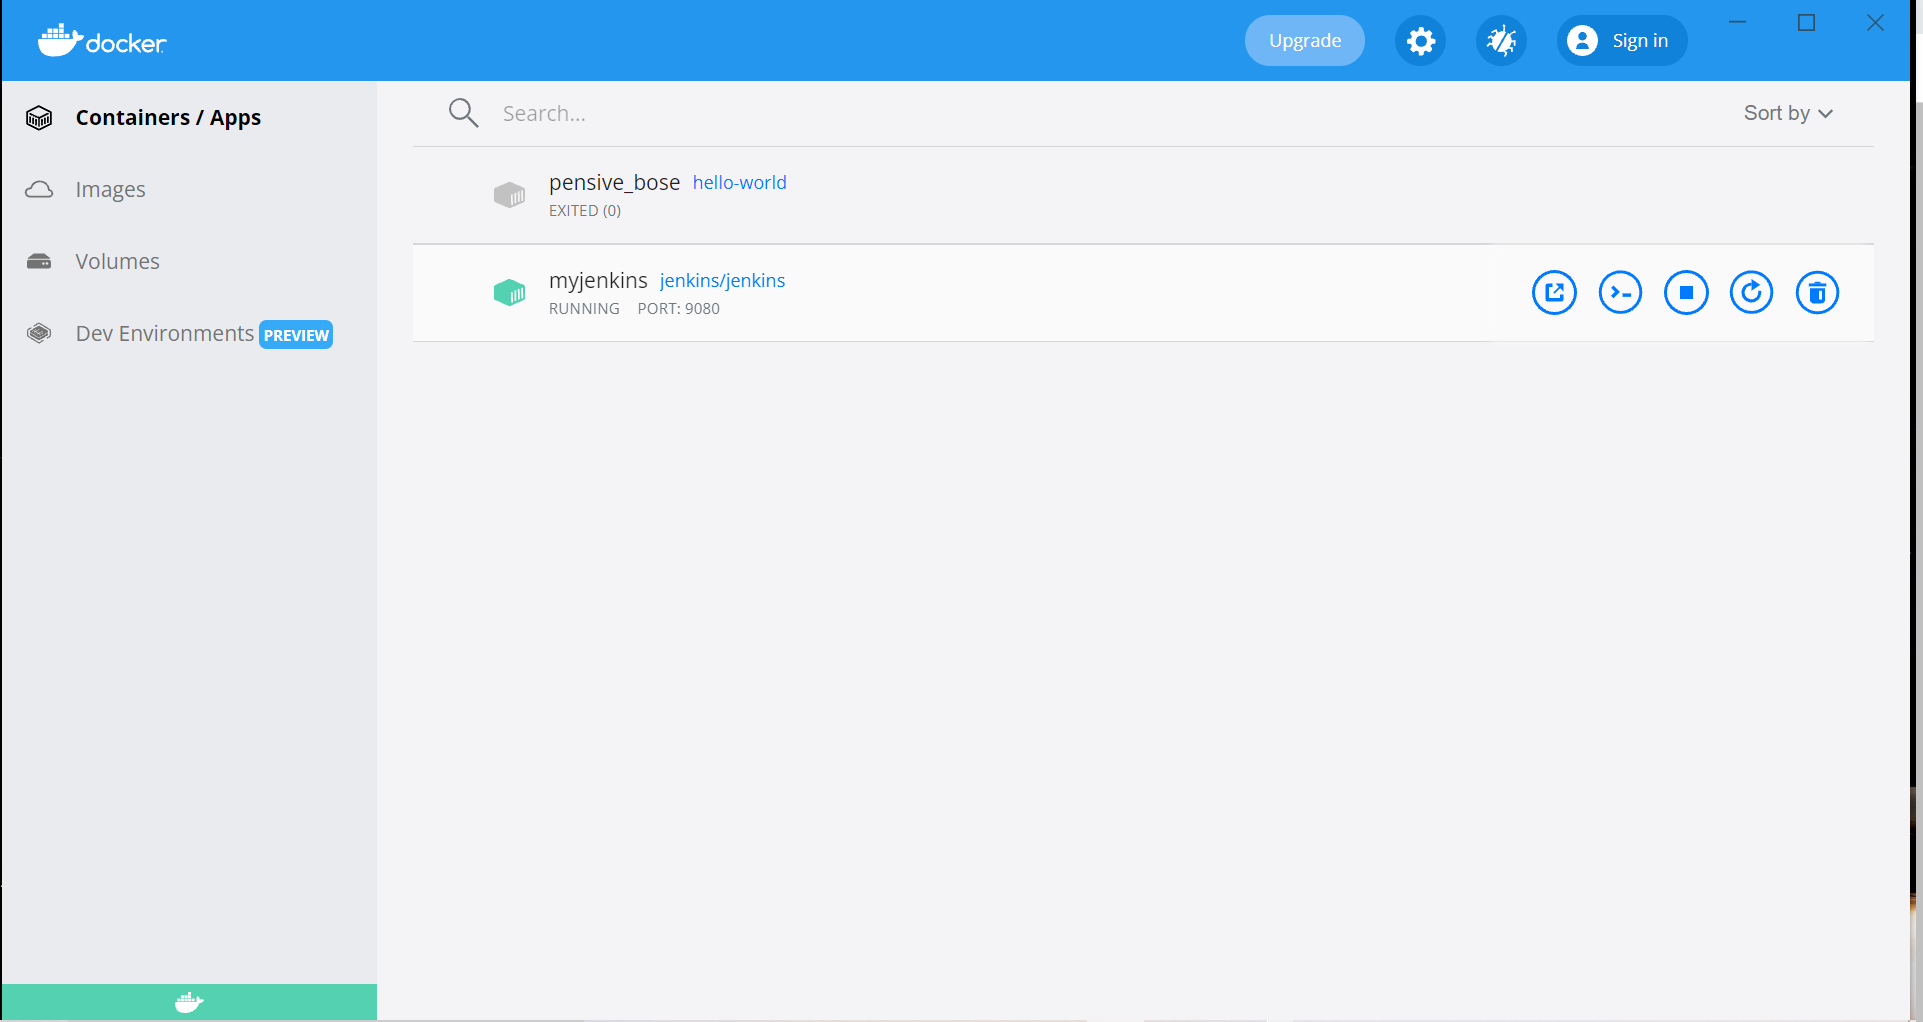 docker
Upgrade
Sign in
Containers / Apps
Images
Volumes
Dev Environments PREVIEW
Search...
Sort by
pensive_bose hello-world
EXITED (0)
myjenkins jenkins/jenkins
RUNNING PORT: 9080